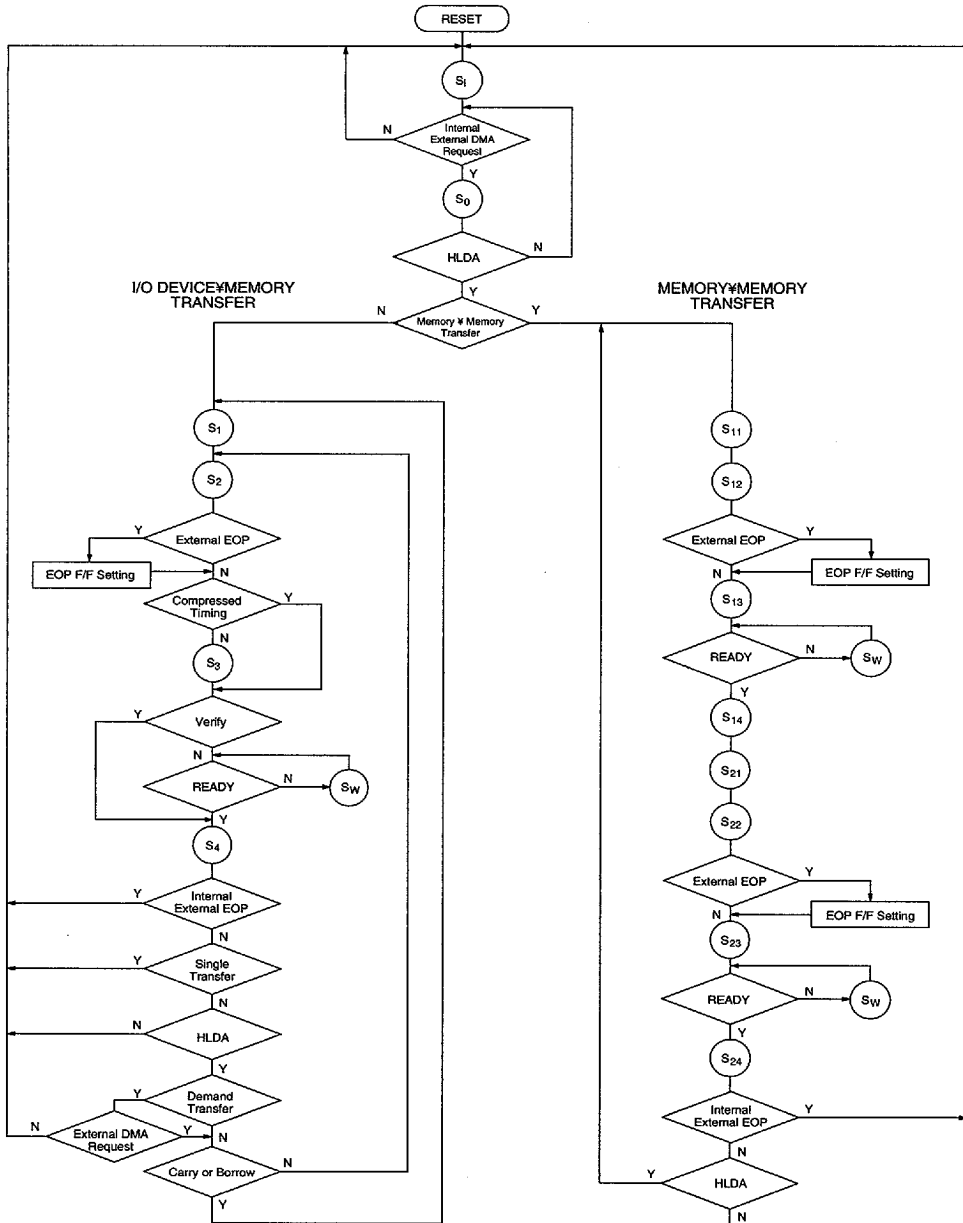 RESET
Si
Internal
External DMA
Request
N
Y
S0
HLDA
N
Y
I/O DEVICE¥MEMORY
TRANSFER
MEMORY¥MEMORY
TRANSFER
N
Memory ¥ Memory
Transfer
Y
S1
S2
Y
External EOP
EOP F/F Setting
N
Compressed
Timing
Y
N
S3
Y
Verify
N
READY
N
SW
Y
S4
Y
Internal
External EOP
N
Y
Single
Transfer
N
N
HLDA
Y
Y
Demand
Transfer
N
External DMA
Request
Y
N
Carry or Borrow
N
Y
S11
S12
External EOP
Y
EOP F/F Setting
N
S13
READY
N
SW
Y
S14
S21
S22
External EOP
Y
EOP F/F Setting
N
S23
READY
N
SW
Y
S24
Internal
External EOP
Y
N
Y
HLDA
N